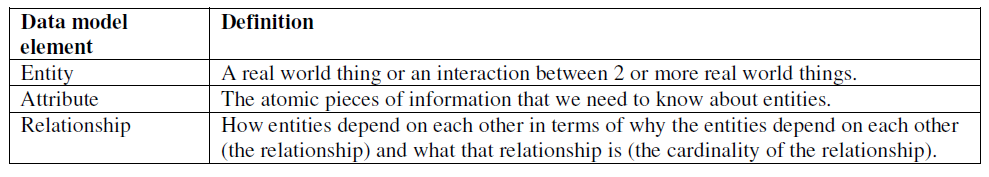 Data model element Definition
Entity A real world thing or an interaction between 2 or more real world things.
Attribute The atomic pieces of information that we need to know about entities.
Relationship How entities depend on each other in terms of why the entities depend on each other
(the relationship) and what that relationship is (the cardinality of the relationship).